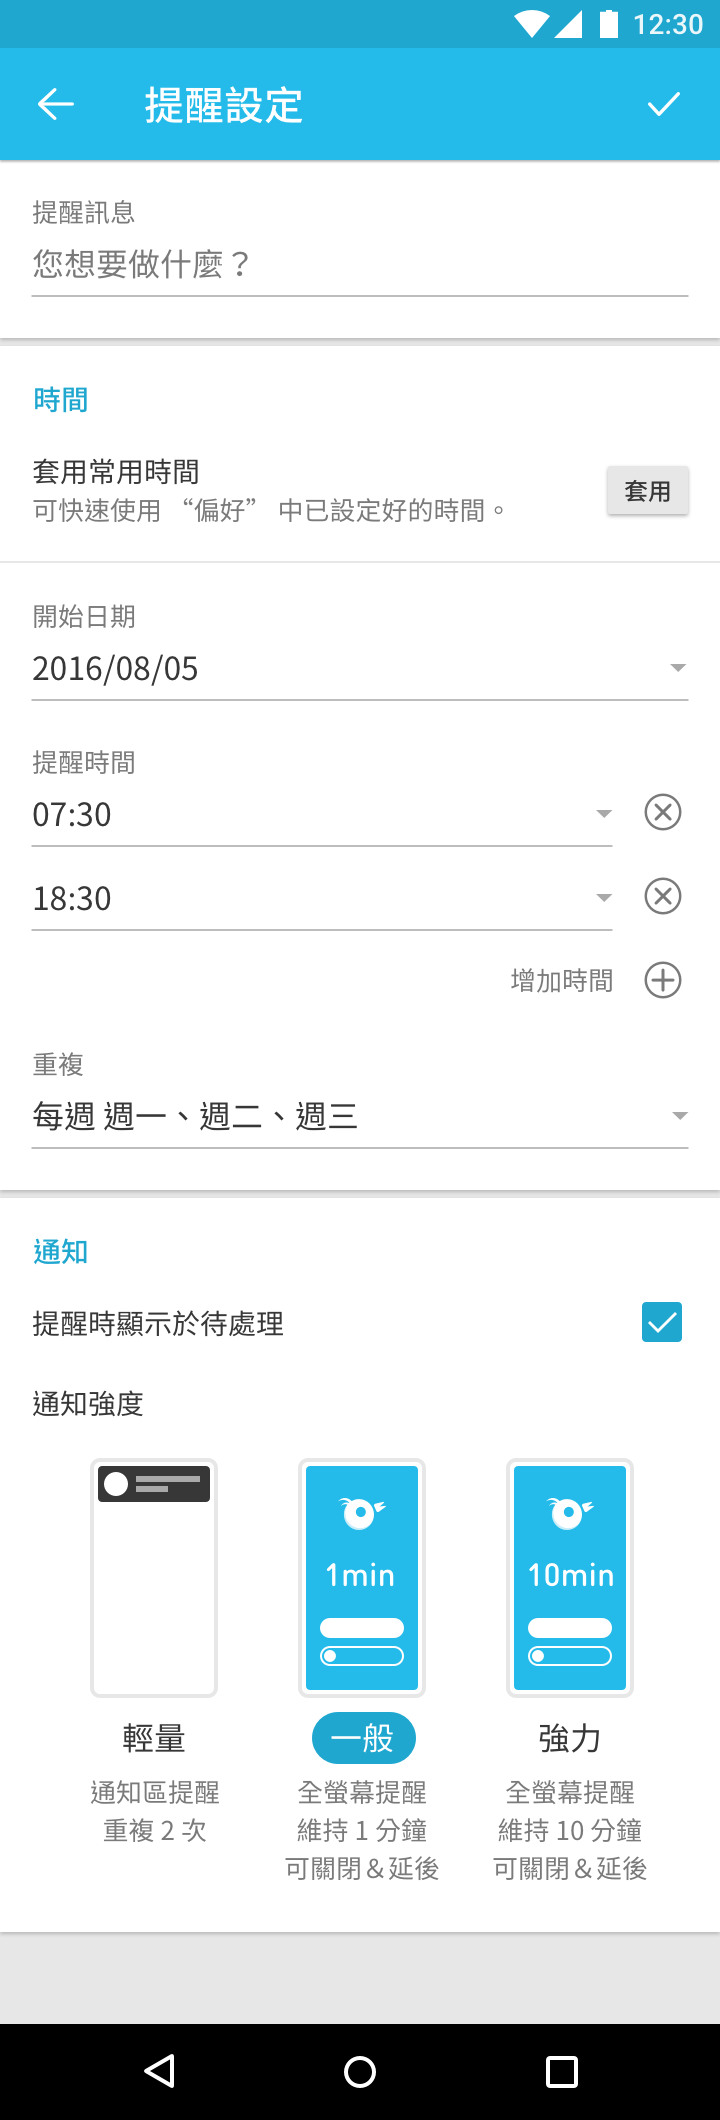 12:30
提醒設定
提醒訊息
您想要做什麼？
時間
套用常用時間
可快速使用 “偏好” 中已設定好的時間。
套用
開始日期
2016/08/05
提醒時間
07:30
18:30
增加時間
重複
每週 週一、週二、週三
通知
提醒時顯示於待處理
通知強度
1min
10min
輕量
一般
強力
通知區提醒
重複 2 次
全螢幕提醒
維持 1 分鐘
可關閉＆延後
全螢幕提醒
維持 10 分鐘
可關閉＆延後